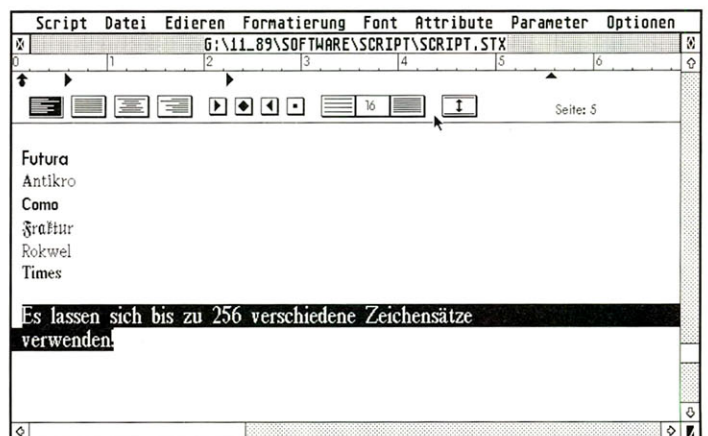 Script Datei Edieren Formatierung Font Attribute Parameter Optionen
G:\11_89\SOFTWARE\SCRIPT\SCRIPT.STX
0 1 2 3 4 5 6
16 Seite: 5
Futura
Antikro
Como
Fraktur
Rokwel
Times
Es lassen sich bis zu 256 verschiedene Zeichensätze
verwenden!